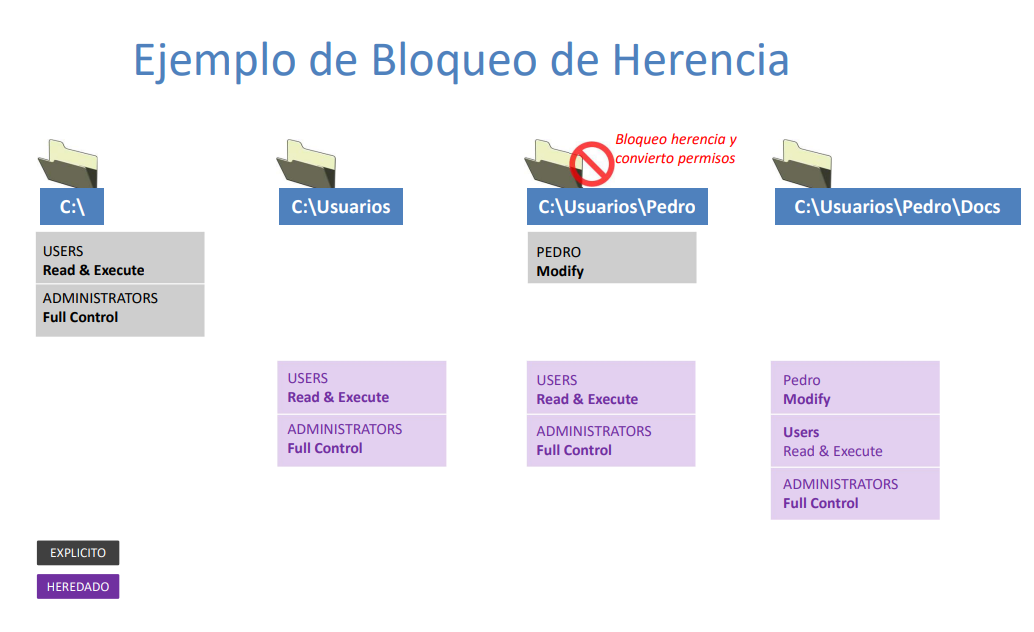 Ejemplo de Bloqueo de Herencia
Bloqueo herencia y
convierto permisos
C:\
C:\Usuarios
C:\Usuarios\Pedro
C:\Usuarios\Pedro\Docs
USERS
Read & Execute
ADMINISTRATORS
Full Control
PEDRO
Modify
USERS
Read & Execute
ADMINISTRATORS
Full Control
USERS
Read & Execute
ADMINISTRATORS
Full Control
Pedro
Modify
Users
Read & Execute
ADMINISTRATORS
Full Control
EXPLICITO
HEREDADO